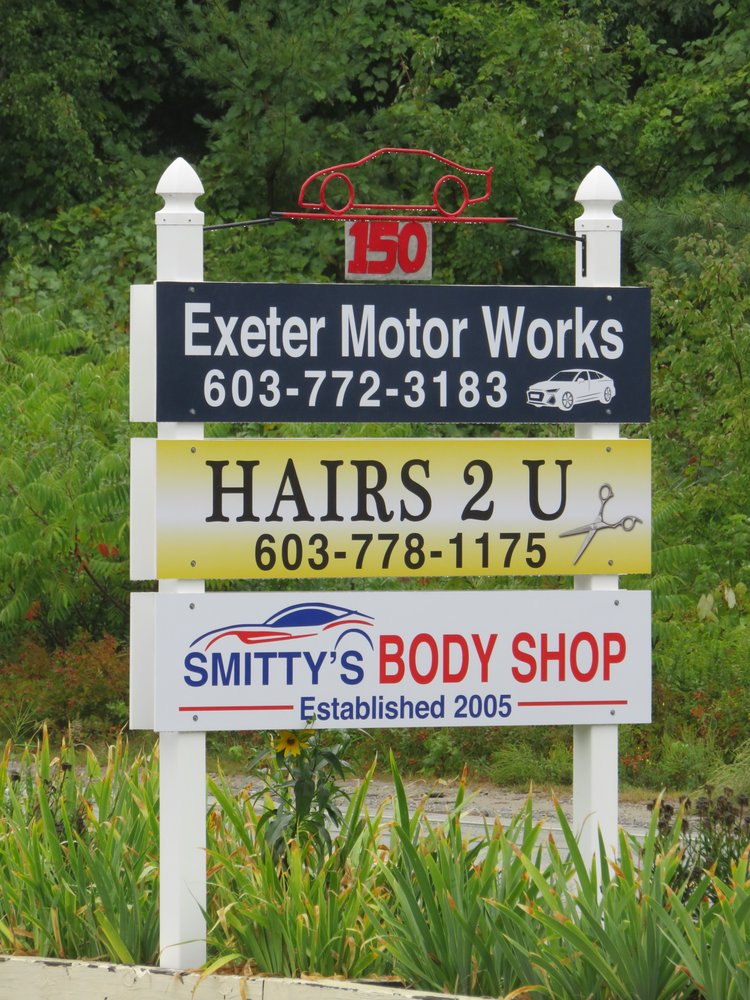 150
Exeter Motor Works
603-772-3183
HAIRS 2 U
603-778-1175
SMITTY'S BODY SHOP
Established 2005